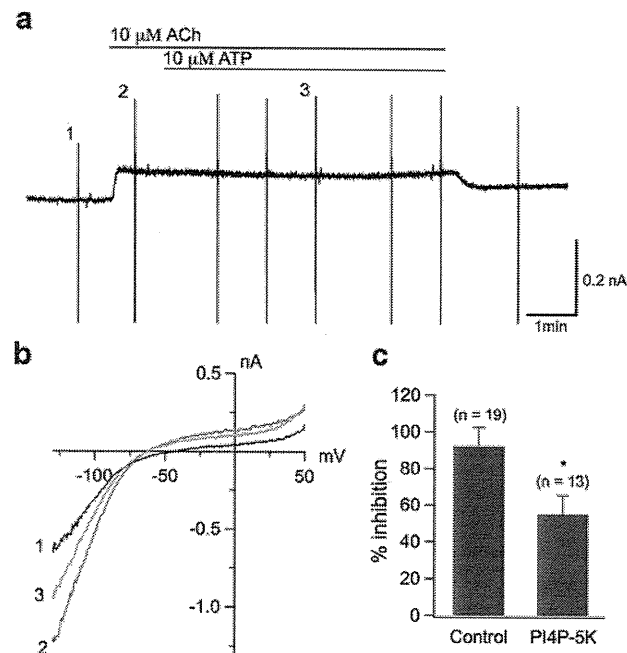 a
10 μM ACh
10 μM ATP
1
2
3
0.2 nA
1min
b
nA
0.5
mV
-100
-50
50
-0.5
-1.0
1
3
2
c
% inhibition
120
100
80
60
40
20
0
(n = 19)
*
(n = 13)
Control
PI4P-5K